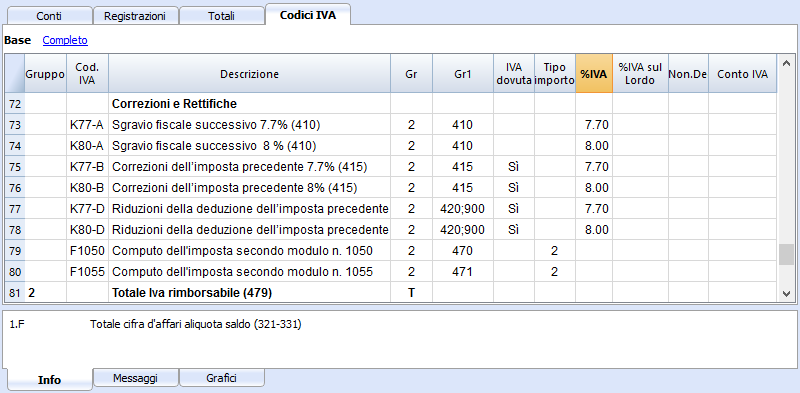 Conti Registrazioni Totali Codici IVA
Base Completo
Gruppo Cod. IVA Descrizione Gr Gr1 IVA dovuta Tipo importo %IVA %IVA sul Lordo Non.De Conto IVA
72 Correzioni e Rettifiche
73 K77-A Sgravio fiscale successivo 7.7% (410) 2 410 7.70
74 K80-A Sgravio fiscale successivo 8 % (410) 2 410 8.00
75 K77-B Correzioni dell'imposta precedente 7.7% (415) 2 415 Sì 7.70
76 K80-B Correzioni dell'imposta precedente 8% (415) 2 415 Sì 8.00
77 K77-D Riduzioni della deduzione dell'imposta precedente 2 420;900 Sì 7.70
78 K80-D Riduzioni della deduzione dell'imposta precedente 2 420;900 Sì 8.00
79 F1050 Computo dell'imposta secondo modulo n. 1050 2 470 2
80 F1055 Computo dell'imposta secondo modulo n. 1055 2 471 2
81 2 Totale Iva rimborsabile (479) T
1.F Totale cifra d'affari aliquota saldo (321-331)
Info Messaggi Grafici